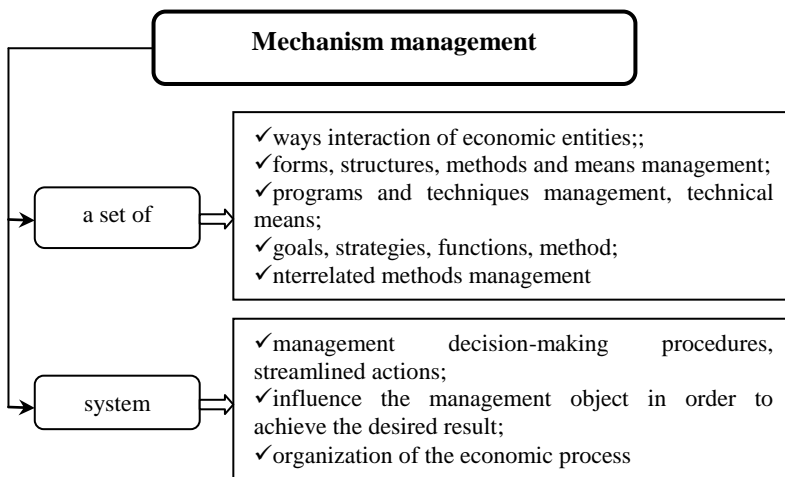 Mechanism management
a set of
✓ways interaction of economic entities;;
✓forms, structures, methods and means management;
✓programs and techniques management, technical
means;
✓goals, strategies, functions, method;
✓nterrelated methods management
system
✓management decision-making procedures,
streamlined actions;
✓influence the management object in order to
achieve the desired result;
✓organization of the economic process